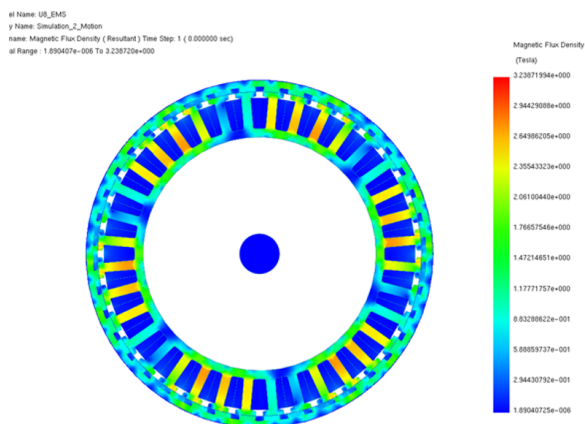 el Name: U8_EMS
y Name: Simulation_2_Motion
name: Magnetic Flux Density ( Resultant ) Time Step: 1 ( 0.000000 sec)
al Range : 1.890407e-006 To 3.238720e+000
Magnetic Flux Density
(Tesla)
3.23871994e+000
2.94429088e+000
2.64986205e+000
2.35543323e+000
2.06100440e+000
1.76657546e+000
1.47214651e+000
1.17771757e+000
8.83288622e-001
5.88859737e-001
2.94430792e-001
1.89040725e-006